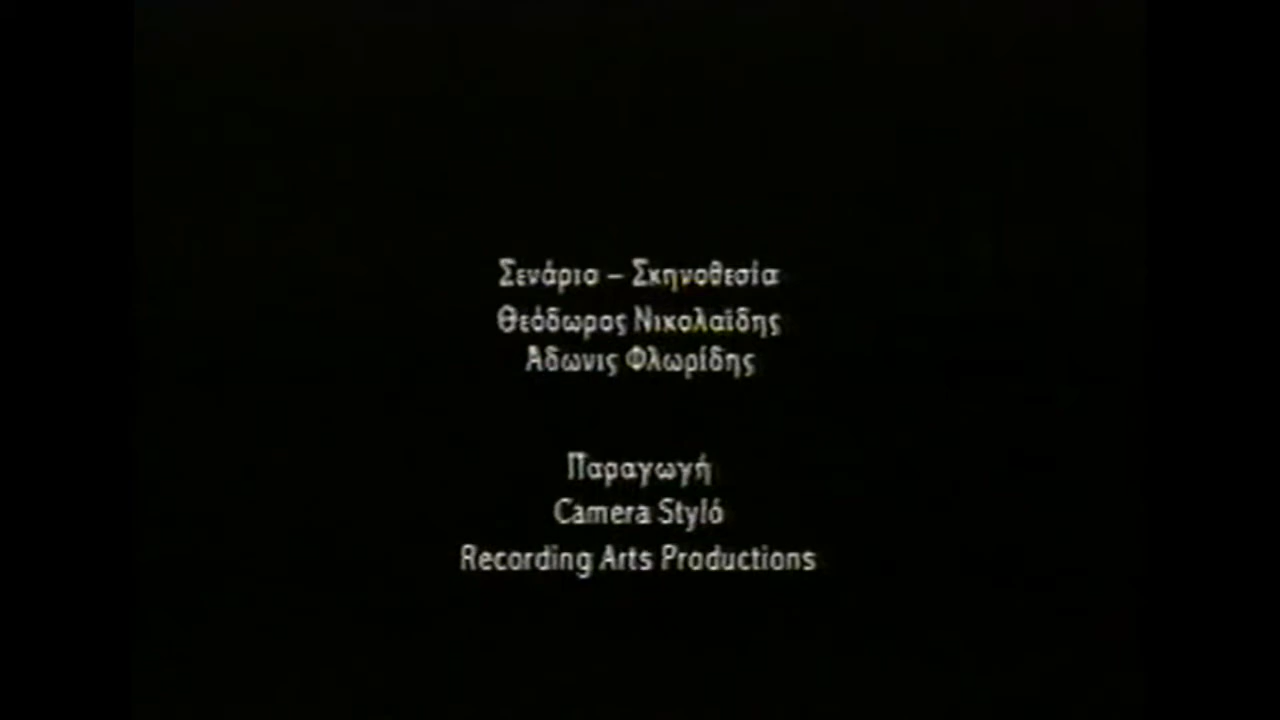 Σενάριο – Σκηνοθεσία
Θεόδωρος Νικολαΐδης
Άδωνις Φλωρίδης
Παραγωγή
Camera Styló
Recording Arts Productions